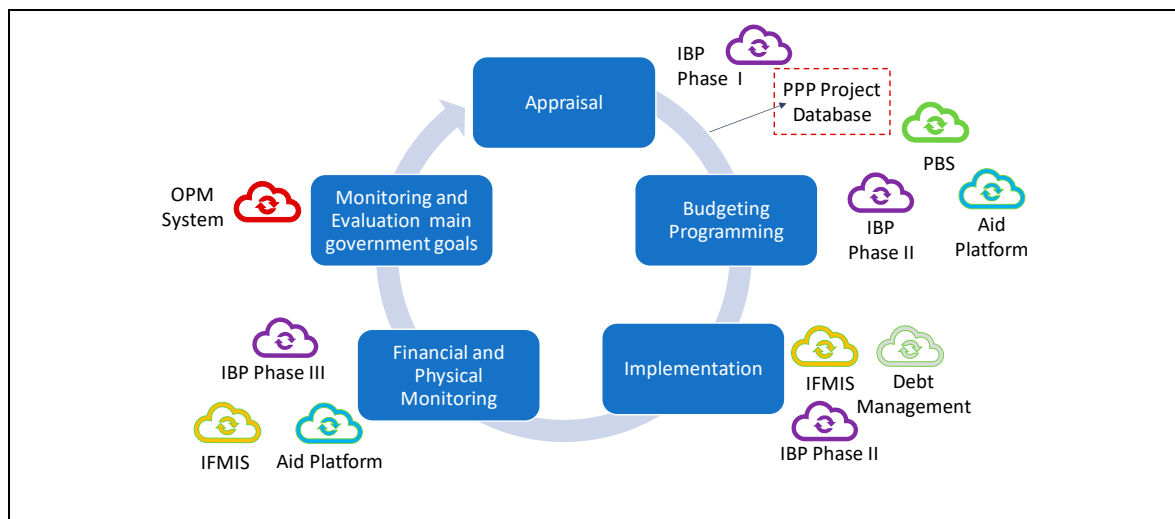 IBP
Phase I
PPP Project
Database
Appraisal
PBS
OPM
System
Monitoring and
Evaluation main
government goals
Budgeting
Programming
IBP
Phase II
Aid
Platform
IBP Phase III
Financial and
Physical
Monitoring
Implementation
IFMIS
Debt
Management
IBP Phase II
IFMIS
Aid Platform